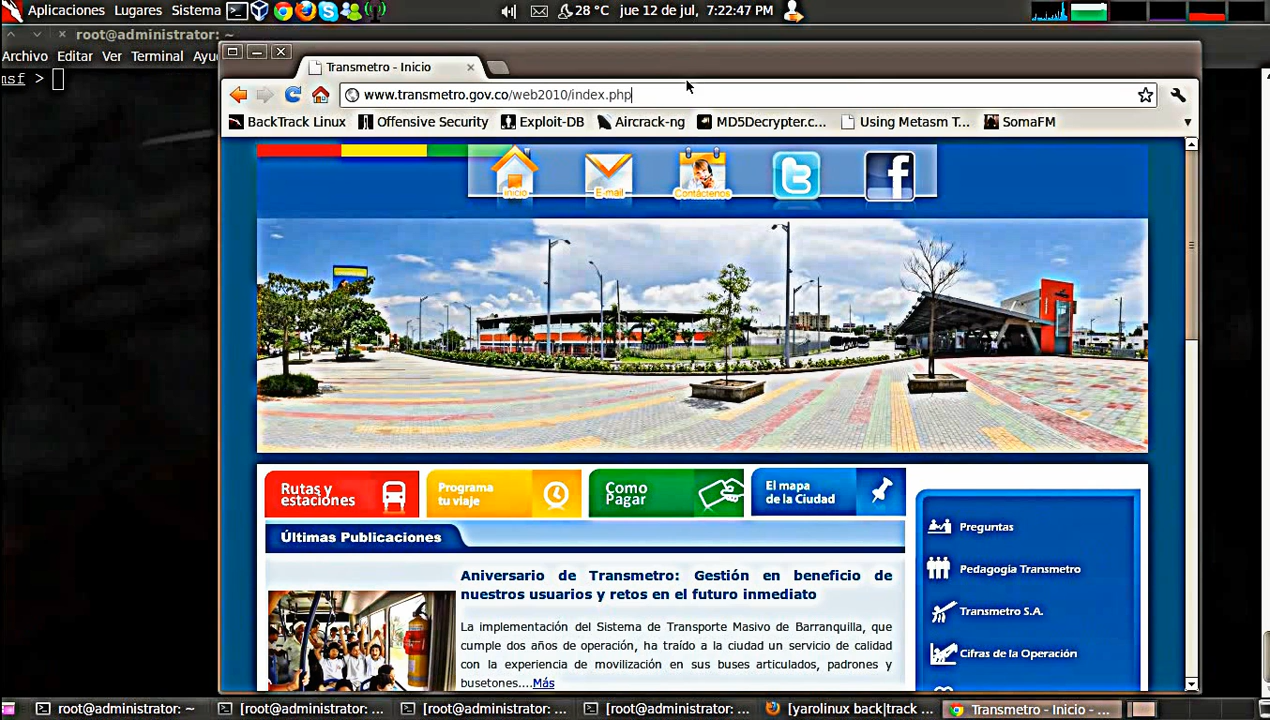 Aplicaciones Lugares Sistema 28 °C jue 12 de jul, 7:22:47 PM
root@administrator: ~
Archivo Editar Ver Terminal Ayu
msf >
Transmetro - Inicio
www.transmetro.gov.co/web2010/index.php
BackTrack Linux Offensive Security Exploit-DB Aircrack-ng MD5Decrypter.c... Using Metasm T... SomaFM
inicio E-mail Contáctenos
Rutas y
estaciones
Programa
tu viaje
Como
Pagar
El mapa
de la Ciudad
Últimas Publicaciones
Aniversario de Transmetro: Gestión en beneficio de
nuestros usuarios y retos en el futuro inmediato
La implementación del Sistema de Transporte Masivo de Barranquilla, que
cumple dos años de operación, ha traído a la ciudad un servicio de calidad
con la experiencia de movilización en sus buses articulados, padrones y
busetones....Más
Preguntas
Pedagogia Transmetro
Transmetro S.A.
Cifras de la Operación
root@administrator: ~ [root@administrator: ... [root@administrator: ... [root@administrator: ... [yarolinux back|track ... Transmetro - Inicio - ...